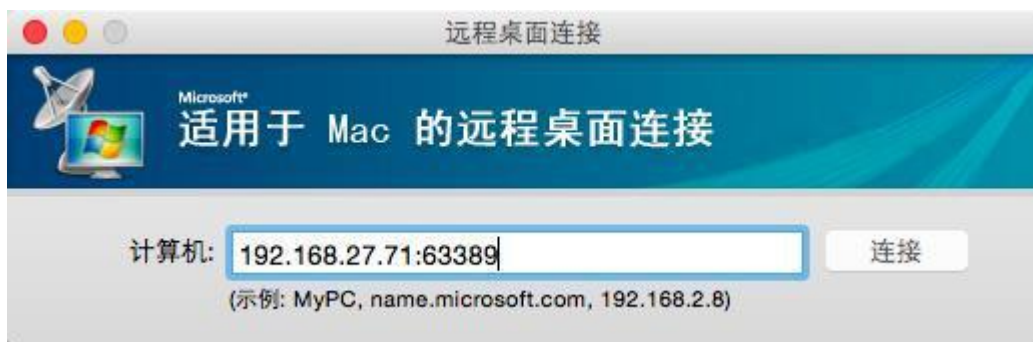 远程桌面连接
Microsoft®
适用于 Mac 的远程桌面连接
计算机: 192.168.27.71:63389 连接
(示例: MyPC, name.microsoft.com, 192.168.2.8)